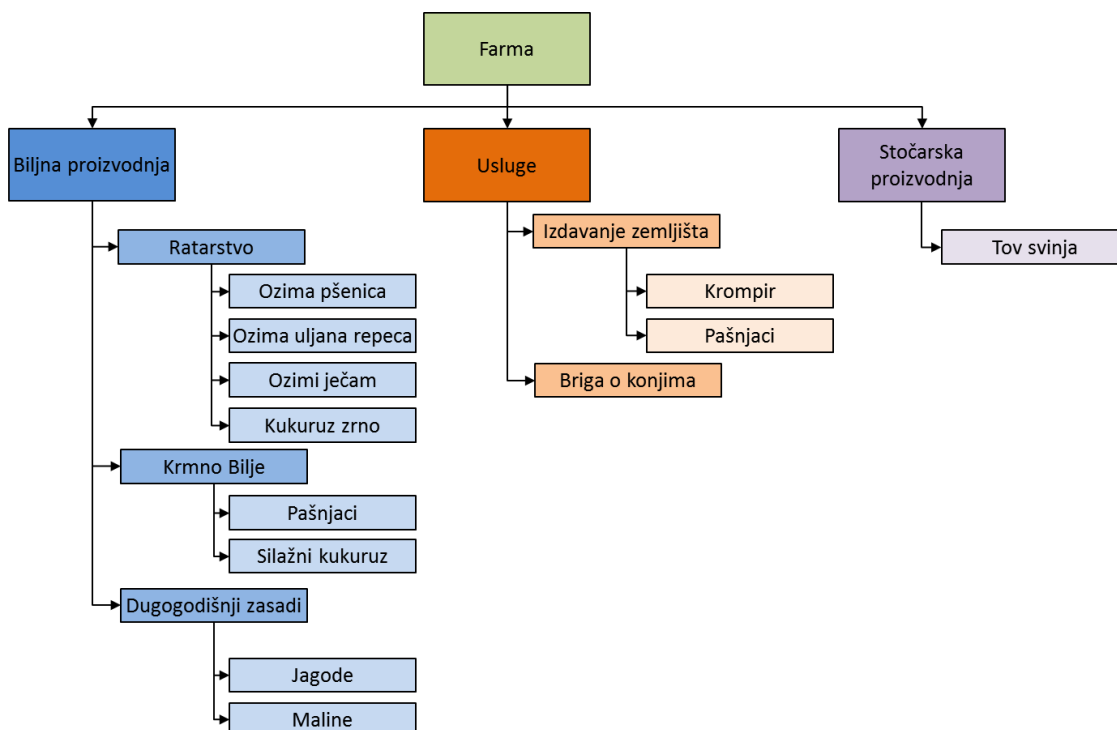 Farma
Biljna proizvodnja
Usluge
Stočarska
proizvodnja
Ratarstvo
Ozima pšenica
Ozima uljana repeca
Ozimi ječam
Kukuruz zrno
Krmno Bilje
Pašnjaci
Silažni kukuruz
Dugogodišnji zasadi
Jagode
Maline
Izdavanje zemljišta
Krompir
Pašnjaci
Briga o konjima
Tov svinja